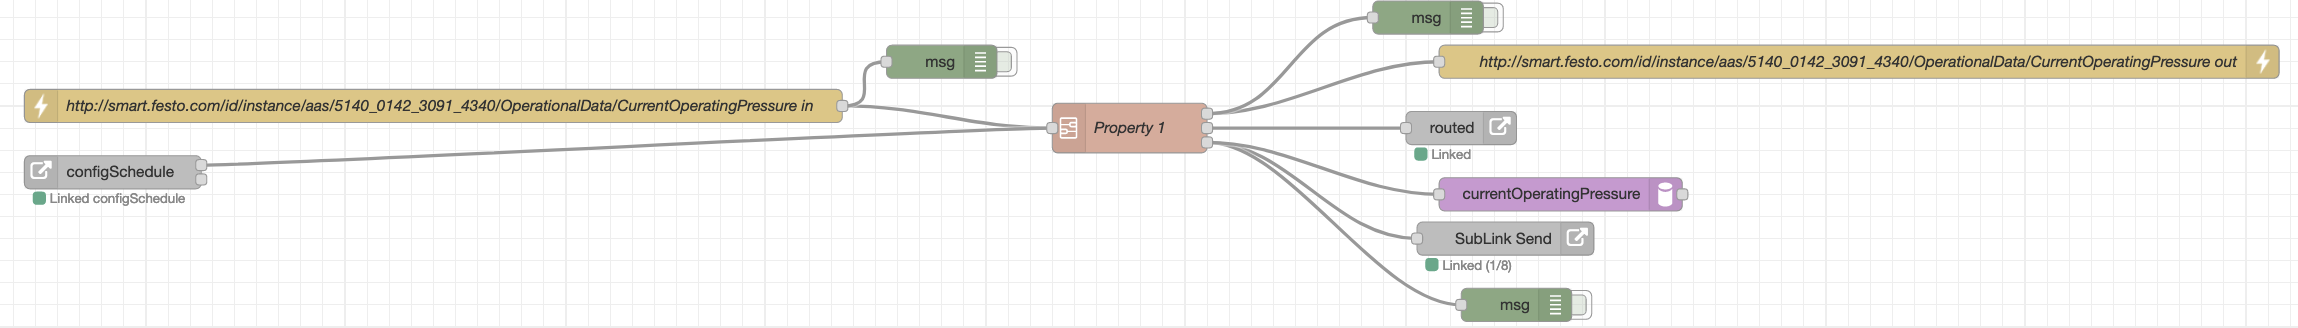 msg
msg
http://smart.festo.com/id/instance/aas/5140_0142_3091_4340/OperationalData/CurrentOperatingPressure out
http://smart.festo.com/id/instance/aas/5140_0142_3091_4340/OperationalData/CurrentOperatingPressure in
Property 1
routed
Linked
configSchedule
Linked configSchedule
currentOperatingPressure
SubLink Send
Linked (1/8)
msg